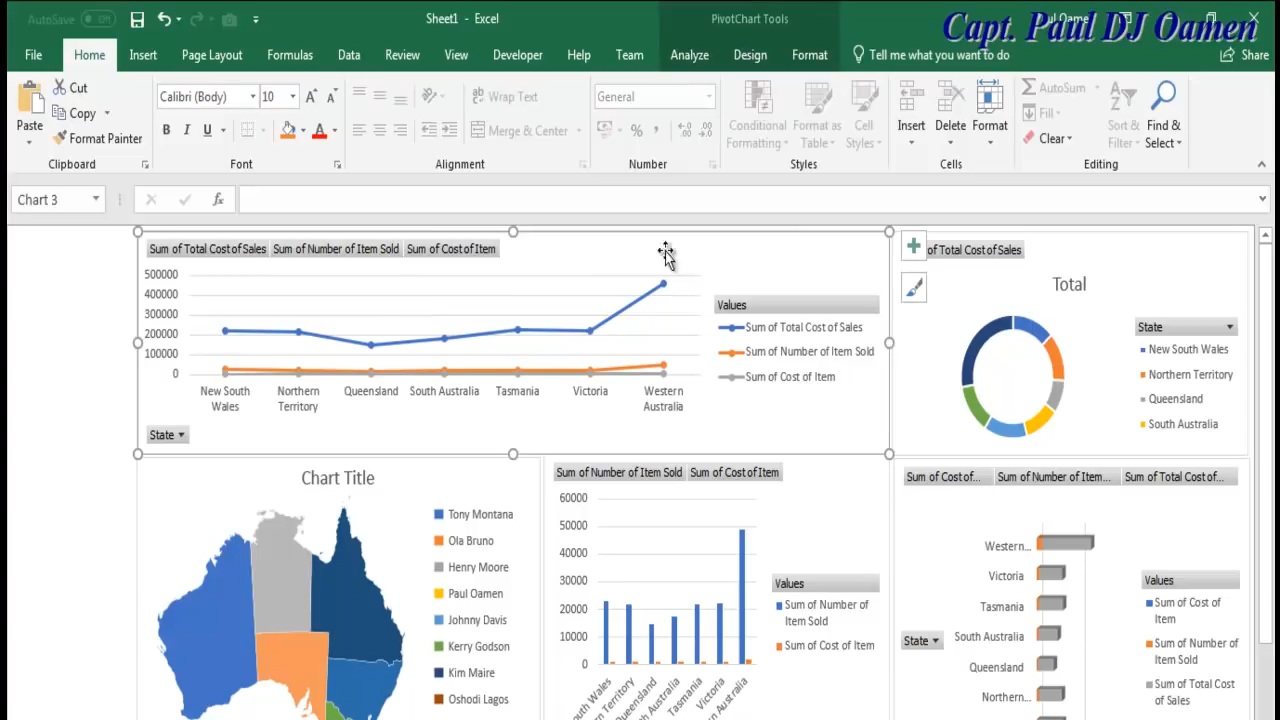 AutoSave Off
Sheet1 - Excel
PivotChart Tools
Capt. Paul DJ Oamen
File Home Insert Page Layout Formulas Data Review View Developer Help Team Analyze Design Format Tell me what you want to do Share
Paste
Cut
Copy
Format Painter
Clipboard
Calibri (Body) 10
B I U
Font
Wrap Text
Merge & Center
Alignment
General
%
Number
Conditional Formatting
Format as Table
Cell Styles
Styles
Insert
Delete
Format
Cells
AutoSum
Fill
Clear
Sort & Filter
Find & Select
Editing
Chart 3
fx
Sum of Total Cost of Sales Sum of Number of Item Sold Sum of Cost of Item
500000
400000
300000
200000
100000
0
New South Wales
Northern Territory
Queensland
South Australia
Tasmania
Victoria
Western Australia
Values
Sum of Total Cost of Sales
Sum of Number of Item Sold
Sum of Cost of Item
State
of Total Cost of Sales
Total
State
New South Wales
Northern Territory
Queensland
South Australia
Chart Title
Tony Montana
Ola Bruno
Henry Moore
Paul Oamen
Johnny Davis
Kerry Godson
Kim Maire
Oshodi Lagos
Sum of Number of Item Sold Sum of Cost of Item
60000
50000
40000
30000
20000
10000
0
South Wales
Territory
Queensland
Australia
Tasmania
Victoria
Australia
Values
Sum of Number of
Item Sold
Sum of Cost of Item
Sum of Cost of... Sum of Number of Item... Sum of Total Cost of...
Western...
Victoria
Tasmania
South Australia
Queensland
Northern...
State
Values
Sum of Cost of
Item
Sum of Number of
Item Sold
Sum of Total Cost
of Sales